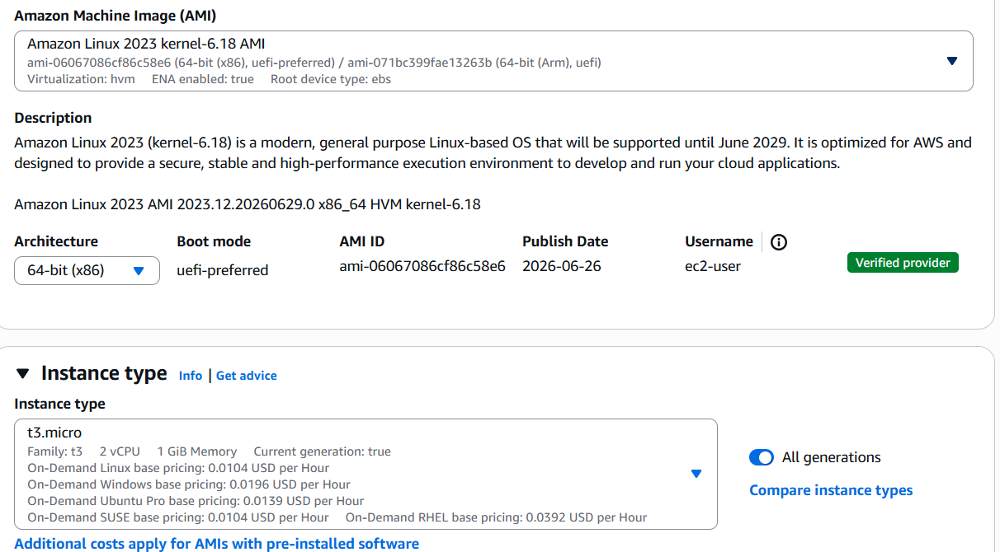 Amazon Machine Image (AMI)
Amazon Linux 2023 kernel-6.18 AMI
ami-06067086cf86c58e6 (64-bit (x86), uefi-preferred) / ami-071bc399fae13263b (64-bit (Arm), uefi)
Virtualization: hvm ENA enabled: true Root device type: ebs
Description
Amazon Linux 2023 (kernel-6.18) is a modern, general purpose Linux-based OS that will be supported until June 2029. It is optimized for AWS and
designed to provide a secure, stable and high-performance execution environment to develop and run your cloud applications.
Amazon Linux 2023 AMI 2023.12.20260629.0 x86_64 HVM kernel-6.18
Architecture Boot mode AMI ID Publish Date Username
64-bit (x86) uefi-preferred ami-06067086cf86c58e6 2026-06-26 ec2-user Verified provider
Instance type Info | Get advice
Instance type
t3.micro
Family: t3 2 vCPU 1 GiB Memory Current generation: true
On-Demand Linux base pricing: 0.0104 USD per Hour
On-Demand Windows base pricing: 0.0196 USD per Hour
On-Demand Ubuntu Pro base pricing: 0.0139 USD per Hour
On-Demand SUSE base pricing: 0.0104 USD per Hour On-Demand RHEL base pricing: 0.0392 USD per Hour
All generations
Compare instance types
Additional costs apply for AMIs with pre-installed software